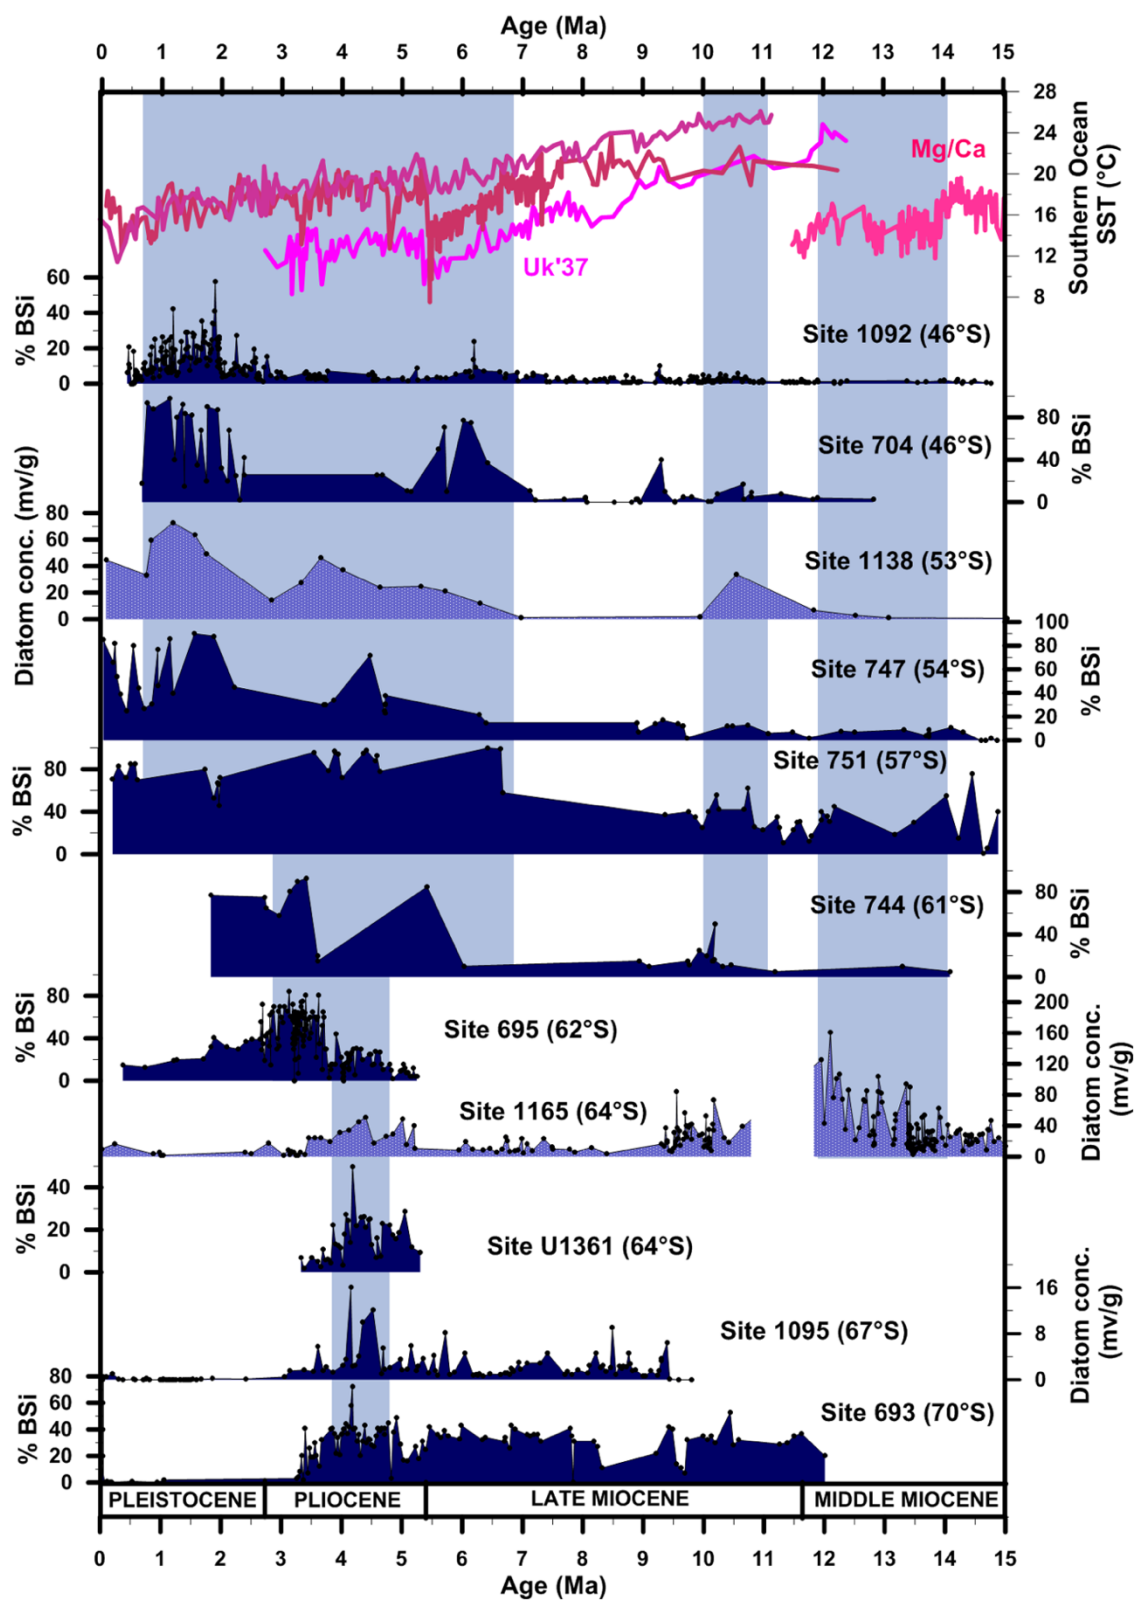 Age (Ma)
0 1 2 3 4 5 6 7 8 9 10 11 12 13 14 15
28
24
20
16
12
8
Southern Ocean
SST (°C)
Mg/Ca
Uk'37
60
40
20
0
% BSi
Site 1092 (46°S)
80
40
0
% BSi
Site 704 (46°S)
Diatom conc. (mv/g)
80
60
40
20
0
Site 1138 (53°S)
100
80
60
40
20
0
% BSi
Site 747 (54°S)
% BSi
80
40
0
Site 751 (57°S)
80
40
0
% BSi
Site 744 (61°S)
% BSi
80
40
0
Site 695 (62°S)
200
160
120
80
40
0
Diatom conc.
(mv/g)
Site 1165 (64°S)
% BSi
40
20
0
Site U1361 (64°S)
16
8
0
Diatom conc.
(mv/g)
Site 1095 (67°S)
% BSi
80
60
40
20
0
Site 693 (70°S)
PLEISTOCENE PLIOCENE LATE MIOCENE MIDDLE MIOCENE
0 1 2 3 4 5 6 7 8 9 10 11 12 13 14 15
Age (Ma)